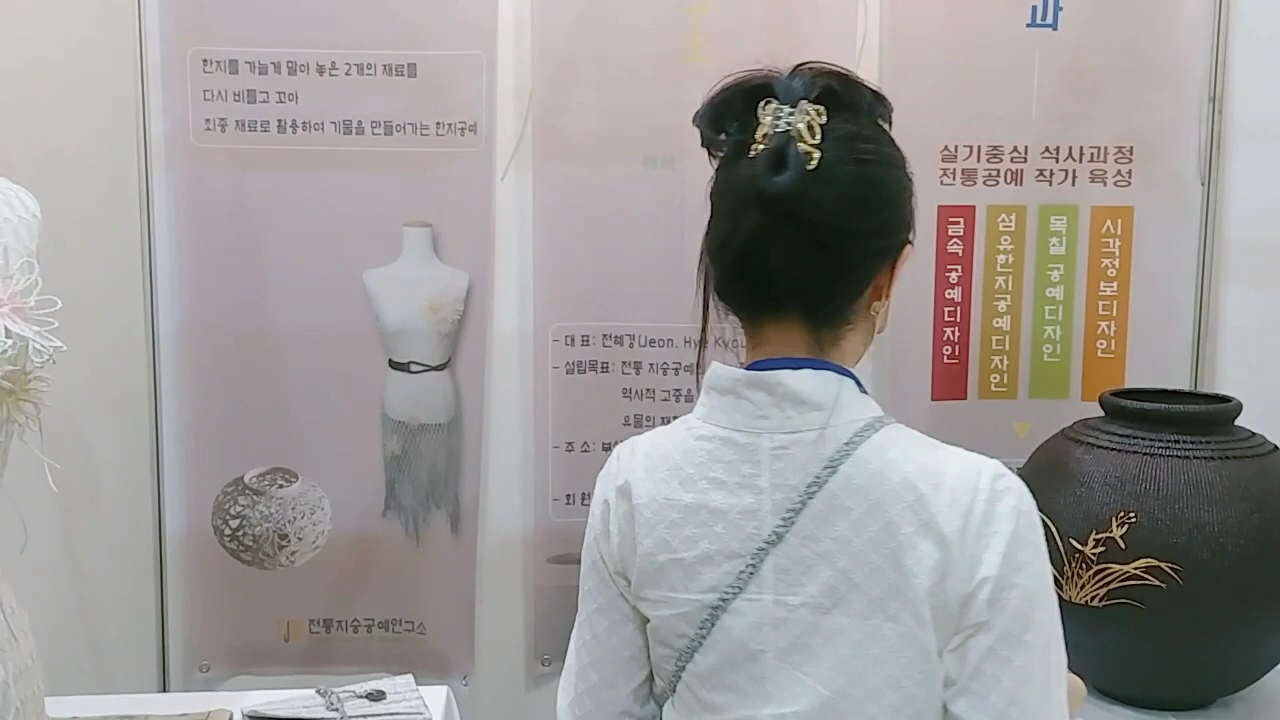 한지를 가늘게 말아 놓은 2개의 재료를
다시 비틀고 꼬아
최종 재료로 활용하여 기물을 만들어가는 한지공예
전통지승공예연구소
- 대 표: 전혜경(Jeon, Hye Kyou
- 설립목표: 전통 지승공예
역사적 고증을
유물의 재
- 주 소:
- 회 원
과
실기중심 석사과정
전통공예 작가 육성
금속 공예디자인
섬유한지공예디자인
목칠 공예디자인
시각정보디자인